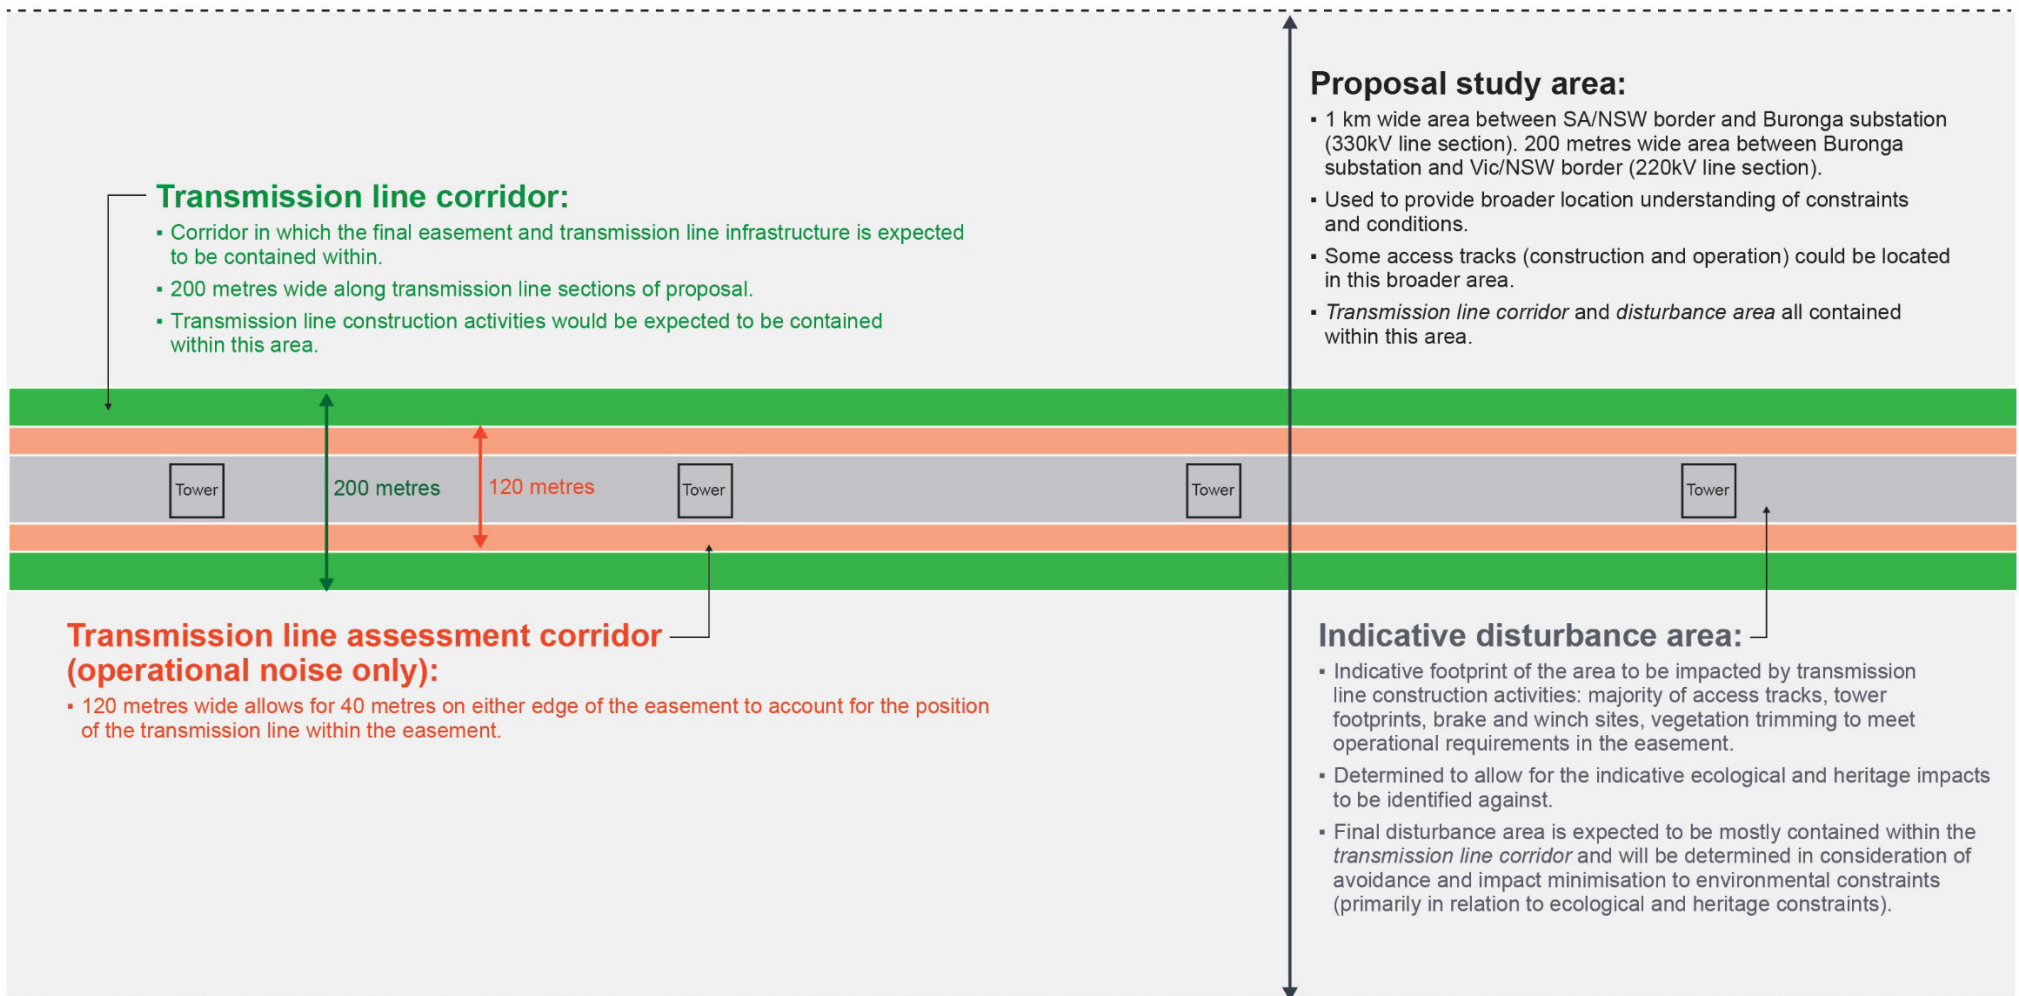 Proposal study area:
▪ 1 km wide area between SA/NSW border and Buronga substation
(330kV line section). 200 metres wide area between Buronga
substation and Vic/NSW border (220kV line section).
▪ Used to provide broader location understanding of constraints
and conditions.
▪ Some access tracks (construction and operation) could be located
in this broader area.
▪ Transmission line corridor and disturbance area all contained
within this area.
Transmission line corridor:
▪ Corridor in which the final easement and transmission line infrastructure is expected
to be contained within.
▪ 200 metres wide along transmission line sections of proposal.
▪ Transmission line construction activities would be expected to be contained
within this area.
Tower
200 metres
120 metres
Tower
Tower
Tower
Transmission line assessment corridor
(operational noise only):
▪ 120 metres wide allows for 40 metres on either edge of the easement to account for the position
of the transmission line within the easement.
Indicative disturbance area:
▪ Indicative footprint of the area to be impacted by transmission
line construction activities: majority of access tracks, tower
footprints, brake and winch sites, vegetation trimming to meet
operational requirements in the easement.
▪ Determined to allow for the indicative ecological and heritage impacts
to be identified against.
▪ Final disturbance area is expected to be mostly contained within the
transmission line corridor and will be determined in consideration of
avoidance and impact minimisation to environmental constraints
(primarily in relation to ecological and heritage constraints).